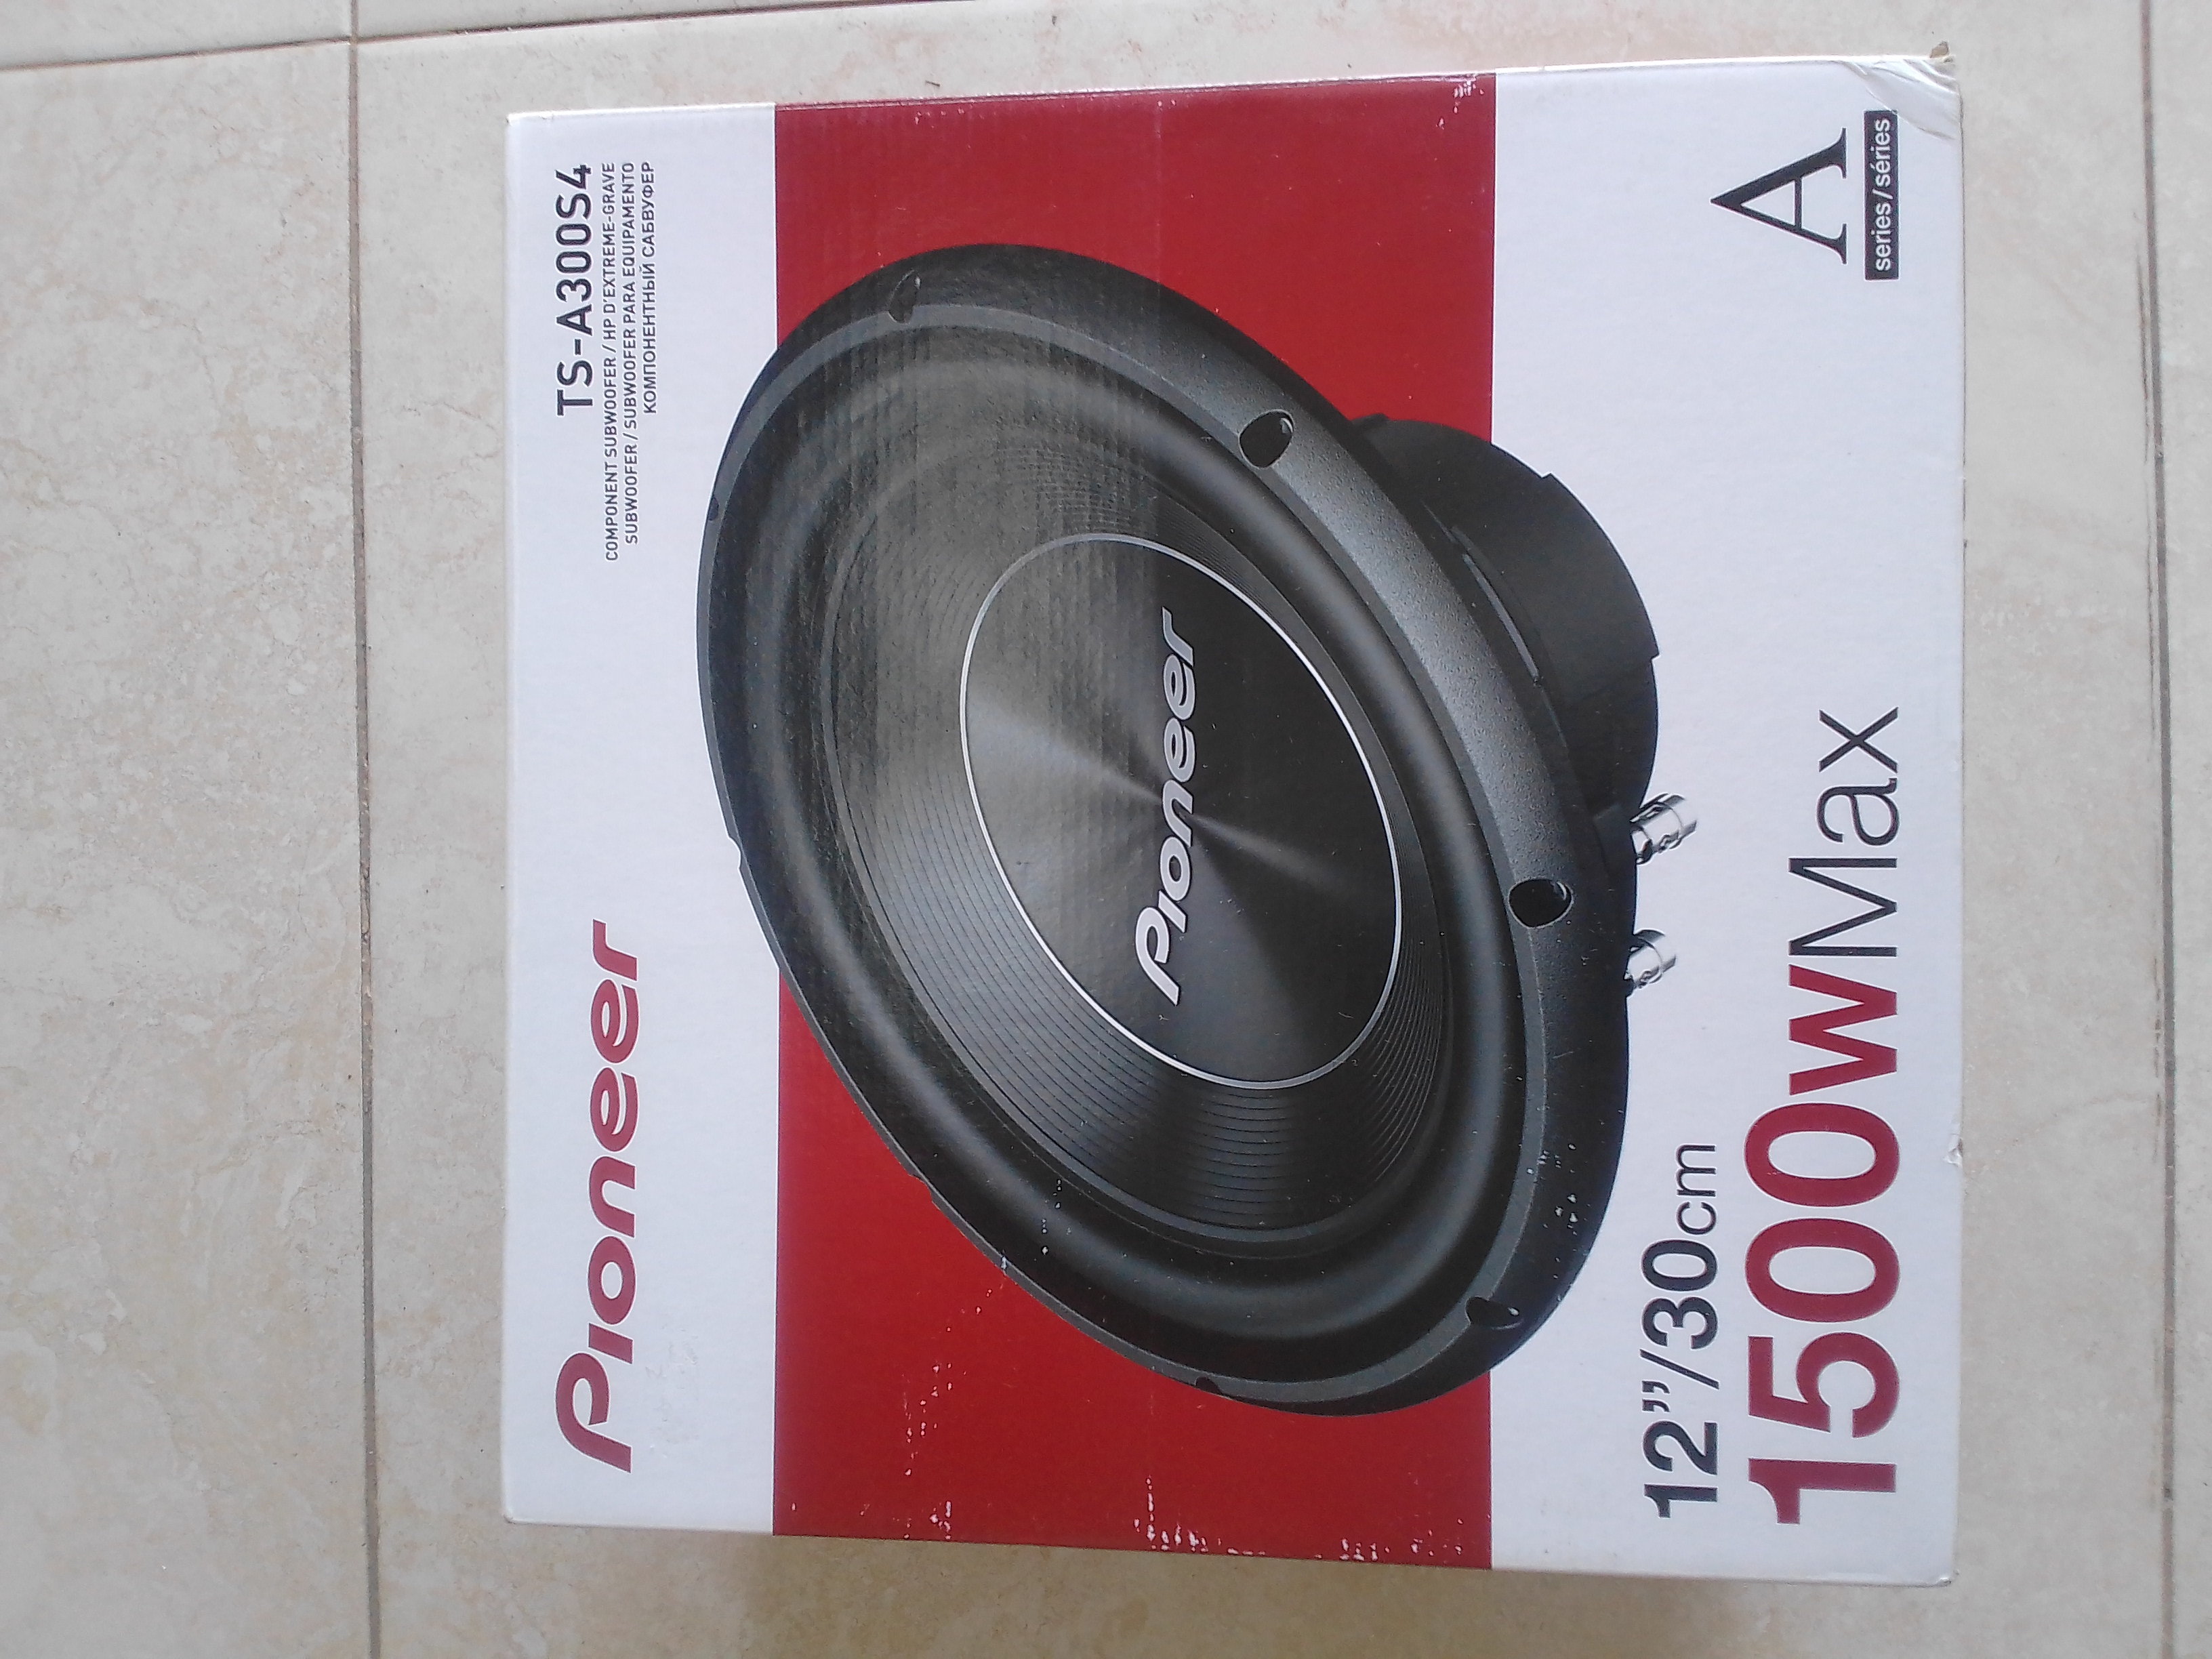 Pioneer
TS-A300S4
COMPONENT SUBWOOFER / HP D'EXTREME-GRAVE
SUBWOOFER / SUBWOOFER PARA EQUIPAMENTO
КОМПОНЕНТНЫЙ САБВУФЕР
Pioneer
12”/30cm
1500wMax
A
series/séries